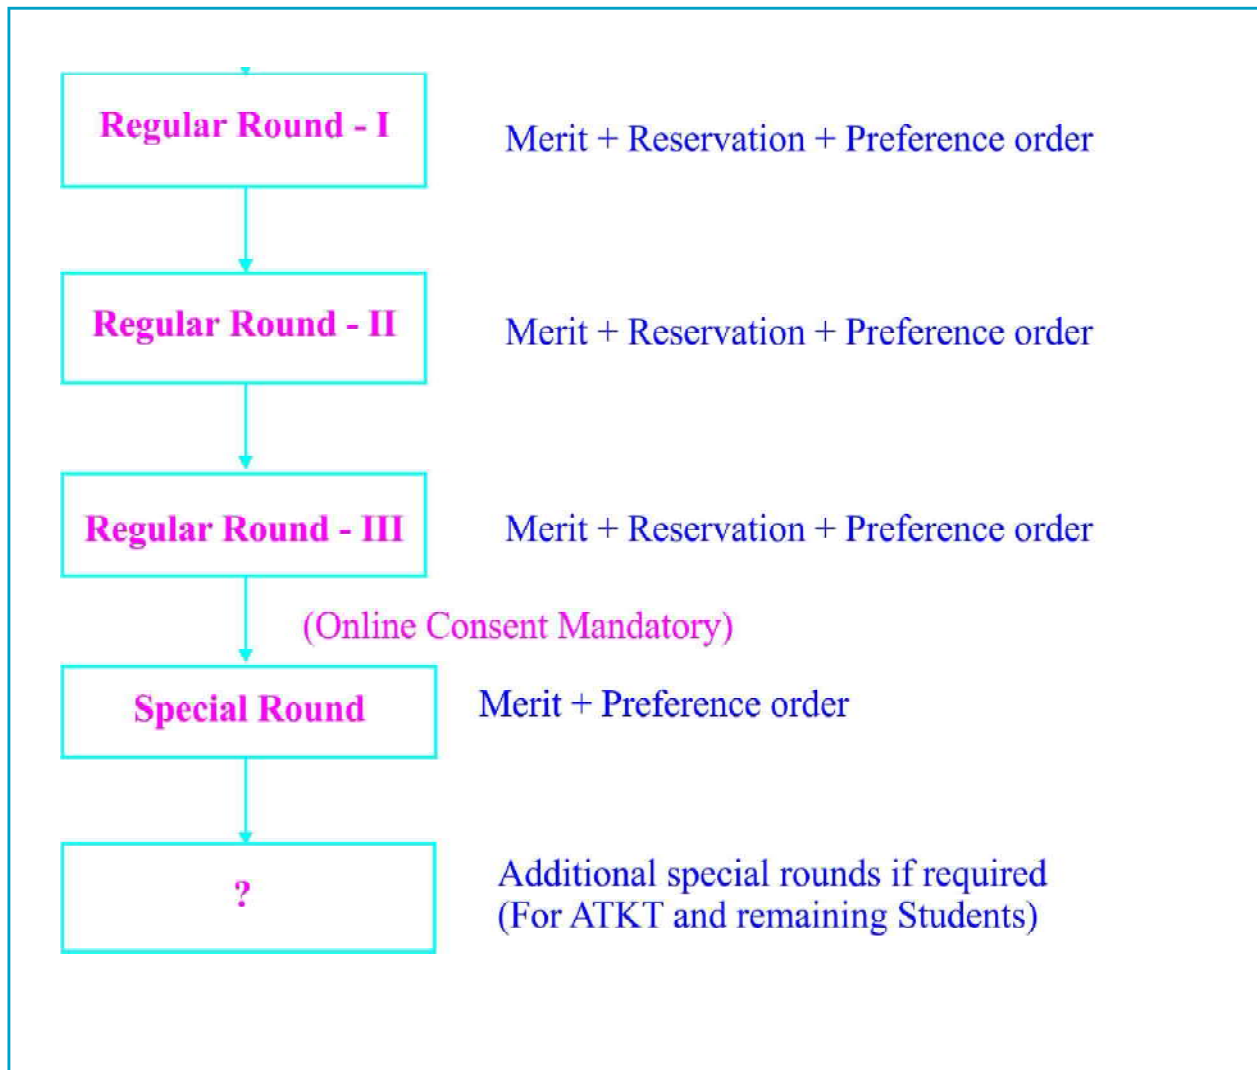 Regular Round - I
Merit + Reservation + Preference order
Regular Round - II
Merit + Reservation + Preference order
Regular Round - III
Merit + Reservation + Preference order
(Online Consent Mandatory)
Special Round
Merit + Preference order
?
Additional special rounds if required
(For ATKT and remaining Students)